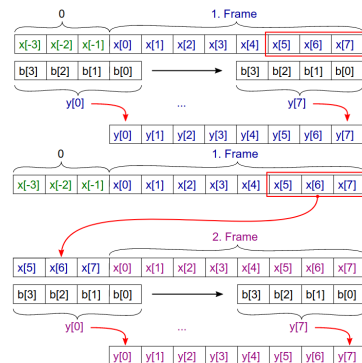 0 1. Frame
x[-3] x[-2] x[-1] x[0] x[1] x[2] x[3] x[4] x[5] x[6] x[7]
b[3] b[2] b[1] b[0] b[3] b[2] b[1] b[0]
y[0] ... y[7]
y[0] y[1] y[2] y[3] y[4] y[5] y[6] y[7]
0 1. Frame
x[-3] x[-2] x[-1] x[0] x[1] x[2] x[3] x[4] x[5] x[6] x[7]
2. Frame
x[5] x[6] x[7] x[0] x[1] x[2] x[3] x[4] x[5] x[6] x[7]
b[3] b[2] b[1] b[0] b[3] b[2] b[1] b[0]
y[0] ... y[7]
y[0] y[1] y[2] y[3] y[4] y[5] y[6] y[7]